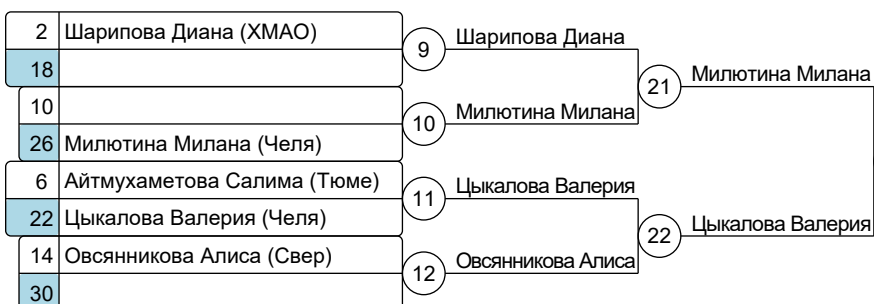 2 Шарипова Диана (ХМАО)
18
10
26 Милютина Милана (Челя)
6 Айтмухаметова Салима (Тюме)
22 Цыкалова Валерия (Челя)
14 Овсянникова Алиса (Свер)
30
9 Шарипова Диана
10 Милютина Милана
11 Цыкалова Валерия
12 Овсянникова Алиса
21 Милютина Милана
22 Цыкалова Валерия